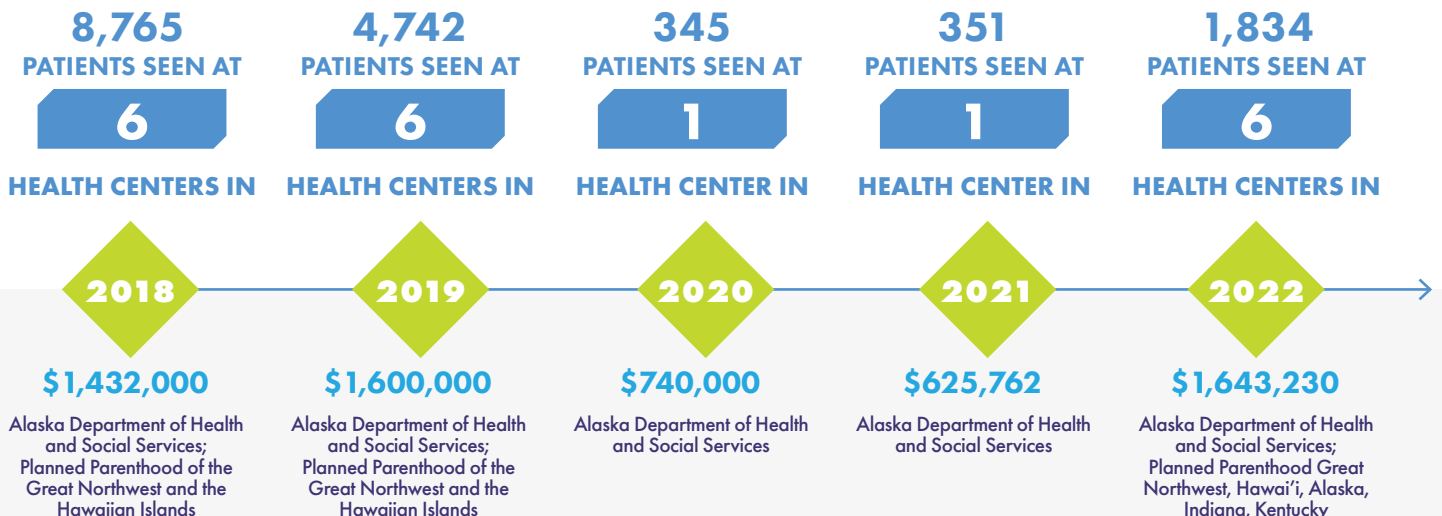 8,765
PATIENTS SEEN AT
6
HEALTH CENTERS IN
2018
$1,432,000
Alaska Department of Health
and Social Services;
Planned Parenthood of the
Great Northwest and the
Hawaiian Islands
4,742
PATIENTS SEEN AT
6
HEALTH CENTERS IN
2019
$1,600,000
Alaska Department of Health
and Social Services;
Planned Parenthood of the
Great Northwest and the
Hawaiian Islands
345
PATIENTS SEEN AT
1
HEALTH CENTER IN
2020
$740,000
Alaska Department of Health
and Social Services
351
PATIENTS SEEN AT
1
HEALTH CENTER IN
2021
$625,762
Alaska Department of Health
and Social Services
1,834
PATIENTS SEEN AT
6
HEALTH CENTERS IN
2022
$1,643,230
Alaska Department of Health
and Social Services;
Planned Parenthood Great
Northwest, Hawai’i, Alaska,
Indiana, Kentucky